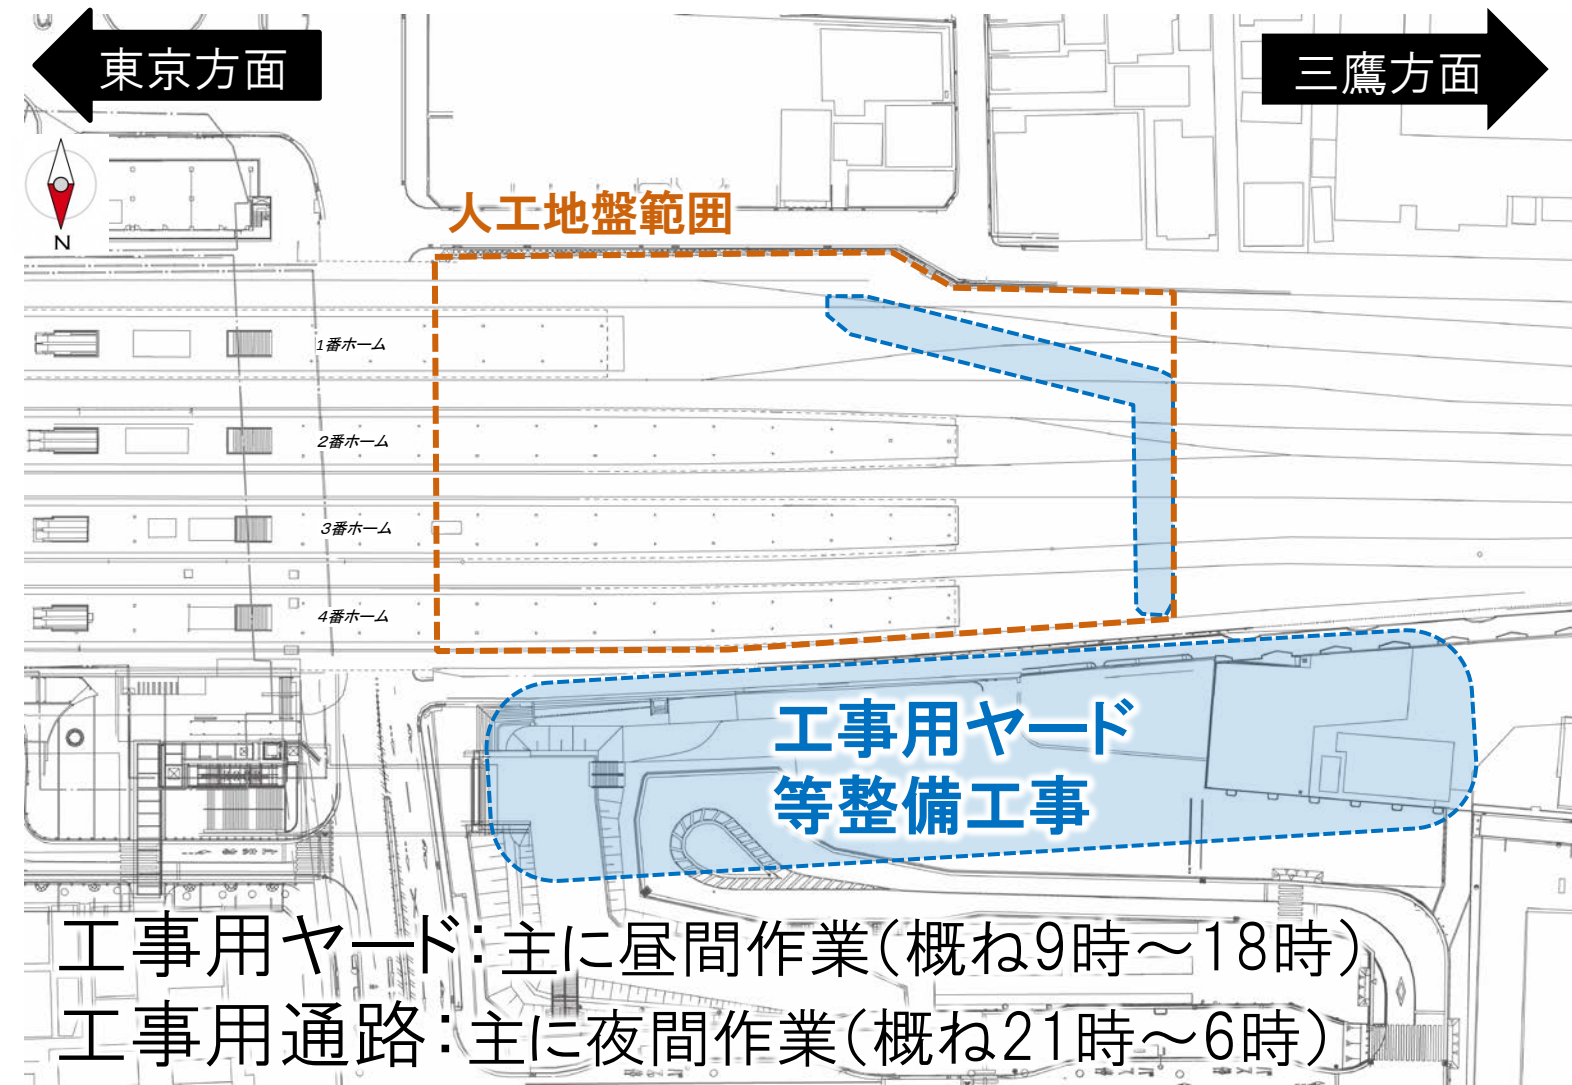 東京方面
三鷹方面
N
人工地盤範囲
1番ホーム
2番ホーム
3番ホーム
4番ホーム
工事用ヤード
等整備工事
工事用ヤード：主に昼間作業（概ね9時～18時）
工事用通路：主に夜間作業（概ね21時～6時）